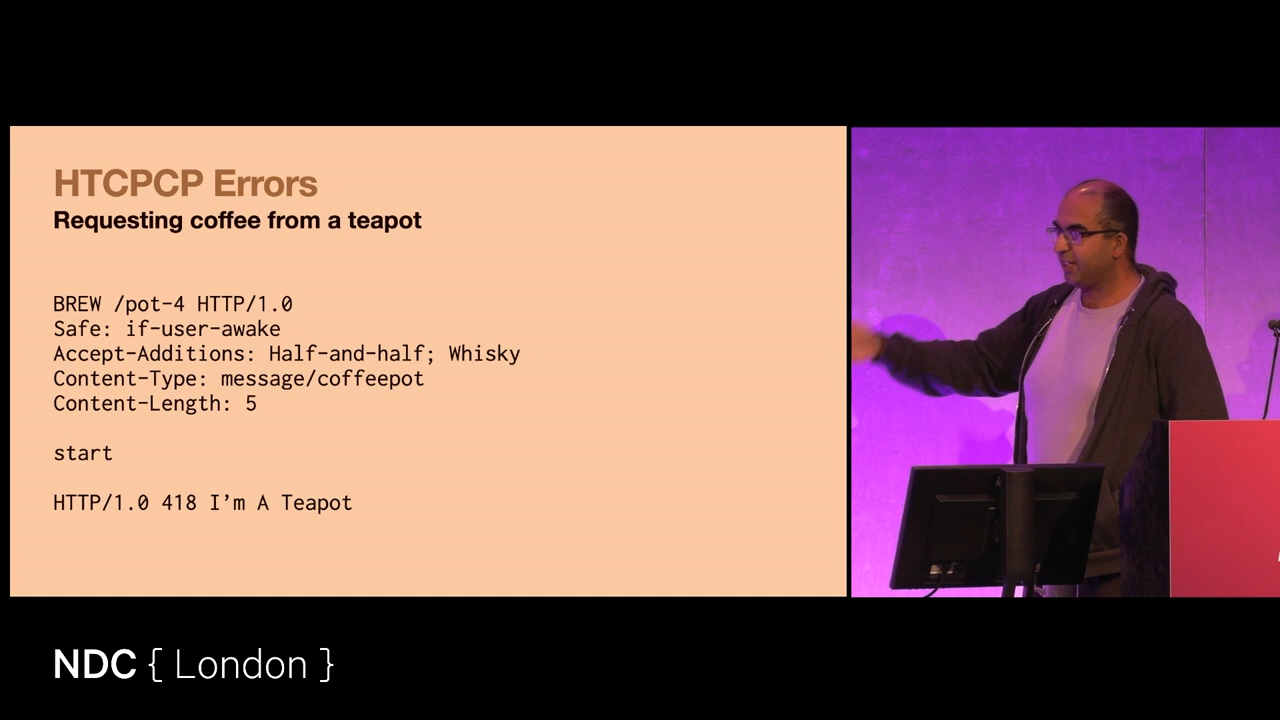 HTCPCP Errors
Requesting coffee from a teapot
BREW /pot-4 HTTP/1.0
Safe: if-user-awake
Accept-Additions: Half-and-half; Whisky
Content-Type: message/coffeepot
Content-Length: 5
start
HTTP/1.0 418 I’m A Teapot
NDC { London }